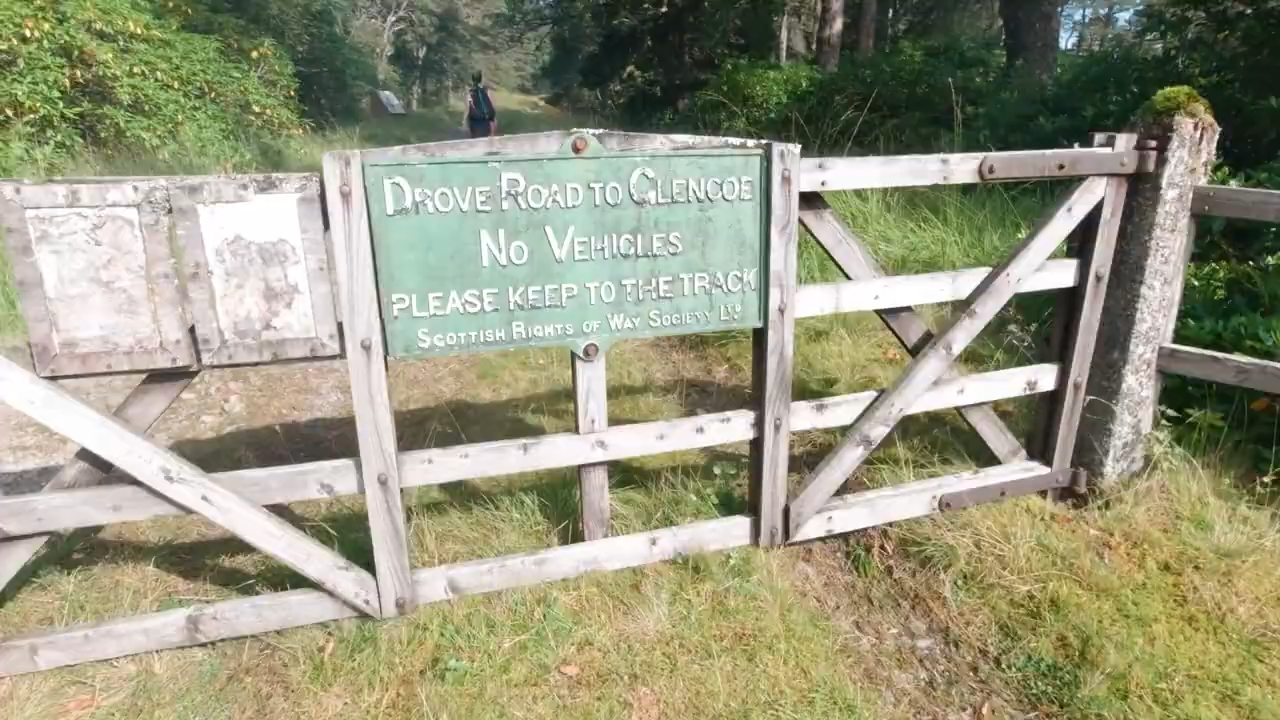 DROVE ROAD TO GLENCOE
NO VEHICLES
PLEASE KEEP TO THE TRACK
SCOTTISH RIGHTS OF WAY SOCIETY LTD